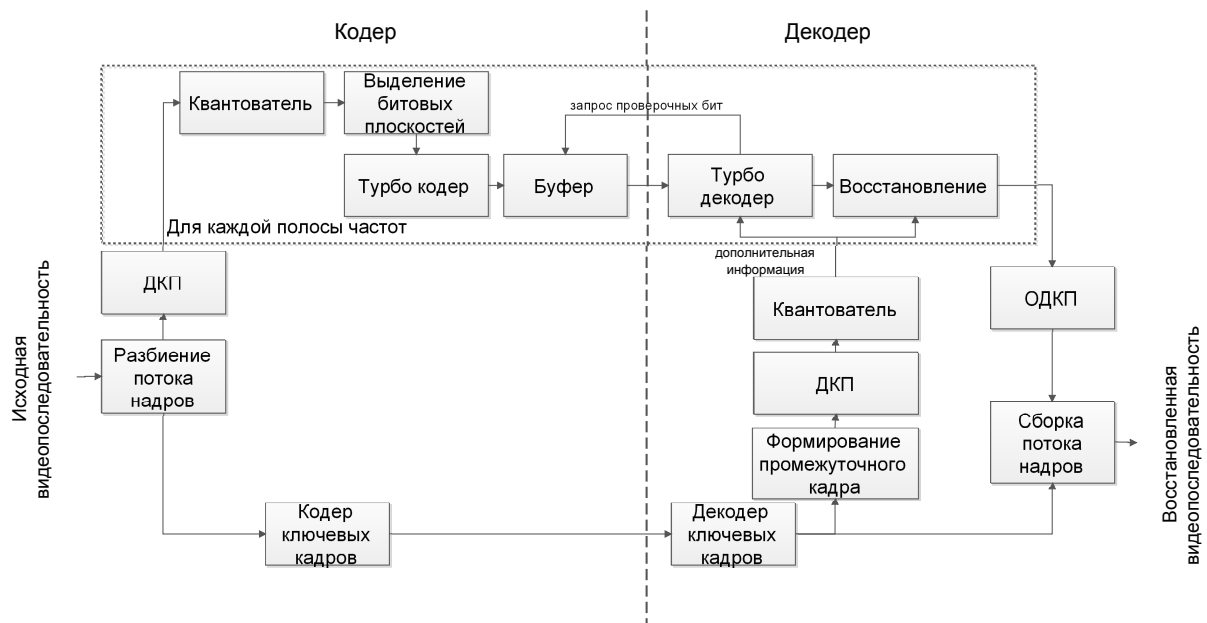 Кодер
Декодер
Квантователь
Выделение
битовых
плоскостей
запрос проверочных бит
Турбо кодер
Буфер
Турбо
декодер
Восстановление
Для каждой полосы частот
дополнительная
информация
ДКП
Квантователь
ОДКП
Исходная
видеопоследовательность
Разбиение
потока
надров
ДКП
Формирование
промежуточного
кадра
Сборка
потока
надров
Восстановленная
видеопоследовательность
Кодер
ключевых
кадров
Декодер
ключевых
кадров